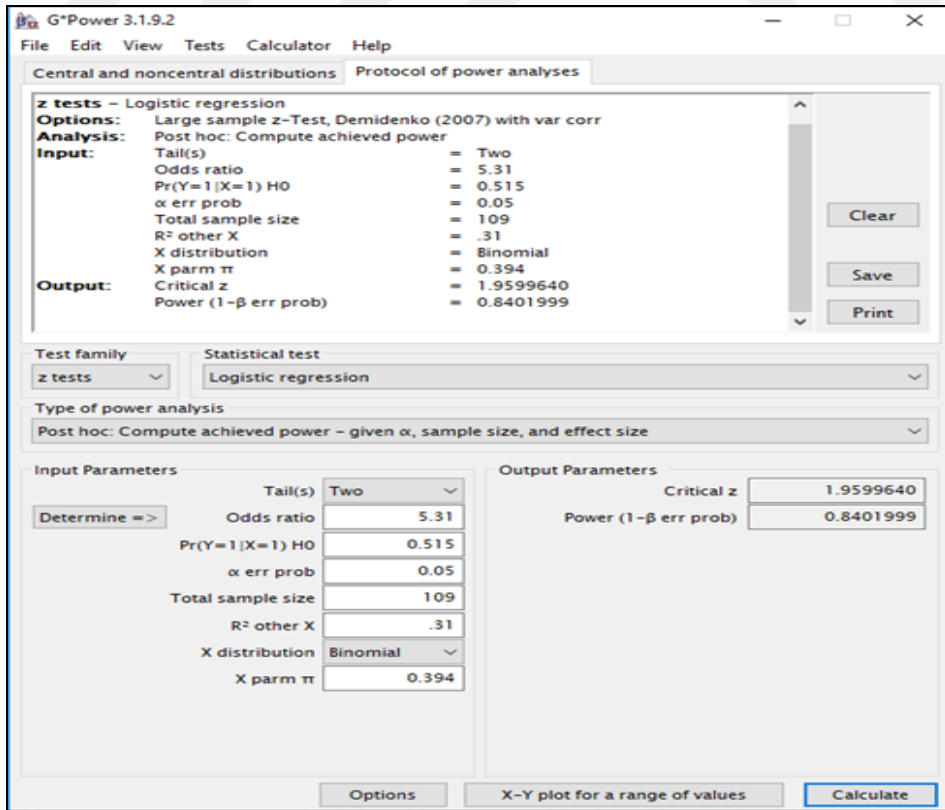 G*Power 3.1.9.2
File Edit View Tests Calculator Help
Central and noncentral distributions Protocol of power analyses
z tests – Logistic regression
Options: Large sample z-Test, Demidenko (2007) with var corr
Analysis: Post hoc: Compute achieved power
Input: Tail(s) = Two
Odds ratio = 5.31
Pr(Y=1|X=1) H0 = 0.515
α err prob = 0.05
Total sample size = 109
R² other X = .31
X distribution = Binomial
X parm π = 0.394
Output: Critical z = 1.9599640
Power (1-β err prob) = 0.8401999
Clear
Save
Print
Test family Statistical test
z tests Logistic regression
Type of power analysis
Post hoc: Compute achieved power – given α, sample size, and effect size
Input Parameters Output Parameters
Tail(s) Two Critical z 1.9599640
Determine => Odds ratio 5.31 Power (1-β err prob) 0.8401999
Pr(Y=1|X=1) H0 0.515
α err prob 0.05
Total sample size 109
R² other X .31
X distribution Binomial
X parm π 0.394
Options X-Y plot for a range of values Calculate